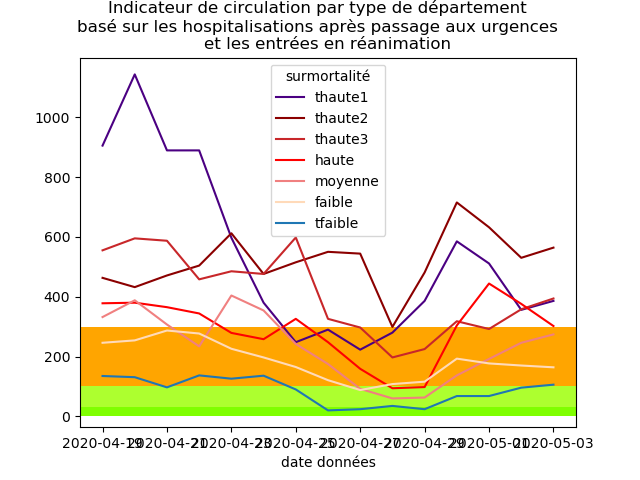 Indicateur de circulation par type de département
basé sur les hospitalisations après passage aux urgences
et les entrées en réanimation
surmortalité
thaute1
thaute2
thaute3
haute
moyenne
faible
tfaible
1000
800
600
400
200
0
2020-04-19 2020-04-21 2020-04-23 2020-04-25 2020-04-27 2020-04-29 2020-05-01 2020-05-03
date données